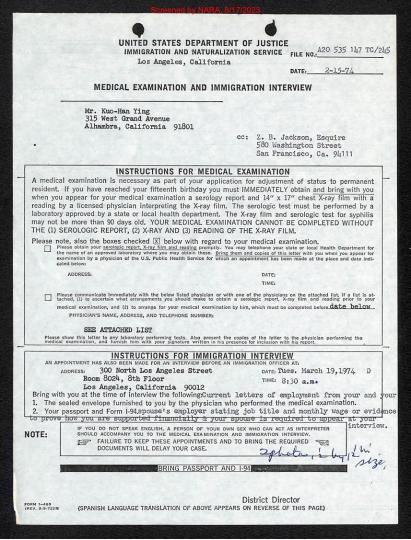 Screened by NARA, 8/17/2023
UNITED STATES DEPARTMENT OF JUSTICE
IMMIGRATION AND NATURALIZATION SERVICE
FILE NO. A20 535 147 TC/245
Los Angeles, California
DATE: 2-15-74
MEDICAL EXAMINATION AND IMMIGRATION INTERVIEW
Mr. Kuo-Han Ying
315 West Grand Avenue
Alhambra, California 91801
cc: Z. B. Jackson, Esquire
580 Washington Street
San Francisco, Ca. 94111
INSTRUCTIONS FOR MEDICAL EXAMINATION
A medical examination is necessary as part of your application for adjustment of status to permanent
resident. If you have reached your fifteenth birthday you must IMMEDIATELY obtain and bring with you
when you appear for your medical examination a serology report and 14" x 17" chest X-ray film with a
reading by a licensed physician interpreting the X-ray film. The serologic test must be performed by a
laboratory approved by a state or local health department. The X-ray film and serologic test for syphilis
may not be more than 90 days old. YOUR MEDICAL EXAMINATION CANNOT BE COMPLETED WITHOUT
THE (1) SEROLOGIC REPORT, (2) X-RAY AND (3) READING OF THE X-RAY FILM.
Please note, also the boxes checked X below with regard to your medical examination.
Please obtain your serologic report, X-ray film and reading promptly. You may telephone your state or local Health Department for
the name of an approved laboratory where you may obtain these. Bring them and copies of this letter with you when you appear for
examination by a physician of the U.S. Public Health Service for which an appointment has been made at the place and date indi-
cated below:
ADDRESS:
DATE:
TIME:
Please communicate immediately with the below listed physician or with one of the physicians on the attached list, if a list is at-
tached, (1) to ascertain what arrangements you should make to obtain a serologic report, X-ray film and reading prior to your
medical examination, and (2) to arrange for your medical examination by him, which must be completed before date below
PHYSICIAN'S NAME, ADDRESS, AND TELEPHONE NUMBER:
SEE ATTACHED LIST
Please show this letter to any laboratory performing tests. Also present the copies of the letter to the physician performing the
medical examination, and furnish him with your signature written in his presence for inclusion with his report.
INSTRUCTIONS FOR IMMIGRATION INTERVIEW
AN APPOINTMENT HAS ALSO BEEN MADE FOR YOU FOR AN INTERVIEW BEFORE AN IMMIGRATION OFFICER AT:
ADDRESS: 300 North Los Angeles Street
DATE: Tues. March 19,1974 D
Room 8024, 8th Floor
TIME: 8:30 a.m.
Los Angeles, California 90012
Bring with you at the time of interview the following: Current letters of employment from your and your
1. The sealed envelope furnished to you by the physician who performed the medical examination.
2. Your passport and Form I-94. spouse's employer stating job title and monthly wage or evidence
to prove how you are supported financially & your spouse is required to appear at your
interview.
NOTE:
IF YOU DO NOT SPEAK ENGLISH, A PERSON OF YOUR OWN SEX WHO CAN ACT AS INTERPRETER
SHOULD ACCOMPANY YOU TO THE MEDICAL EXAMINATION AND IMMIGRATION INTERVIEW.
FAILURE TO KEEP THESE APPOINTMENTS AND TO BRING THE REQUIRED
DOCUMENTS WILL DELAY YOUR CASE.
size,
BRING PASSPORT AND I-94
District Director
FORM I-489
(SPANISH LANGUAGE TRANSLATION OF ABOVE APPEARS ON REVERSE OF THIS PAGE)